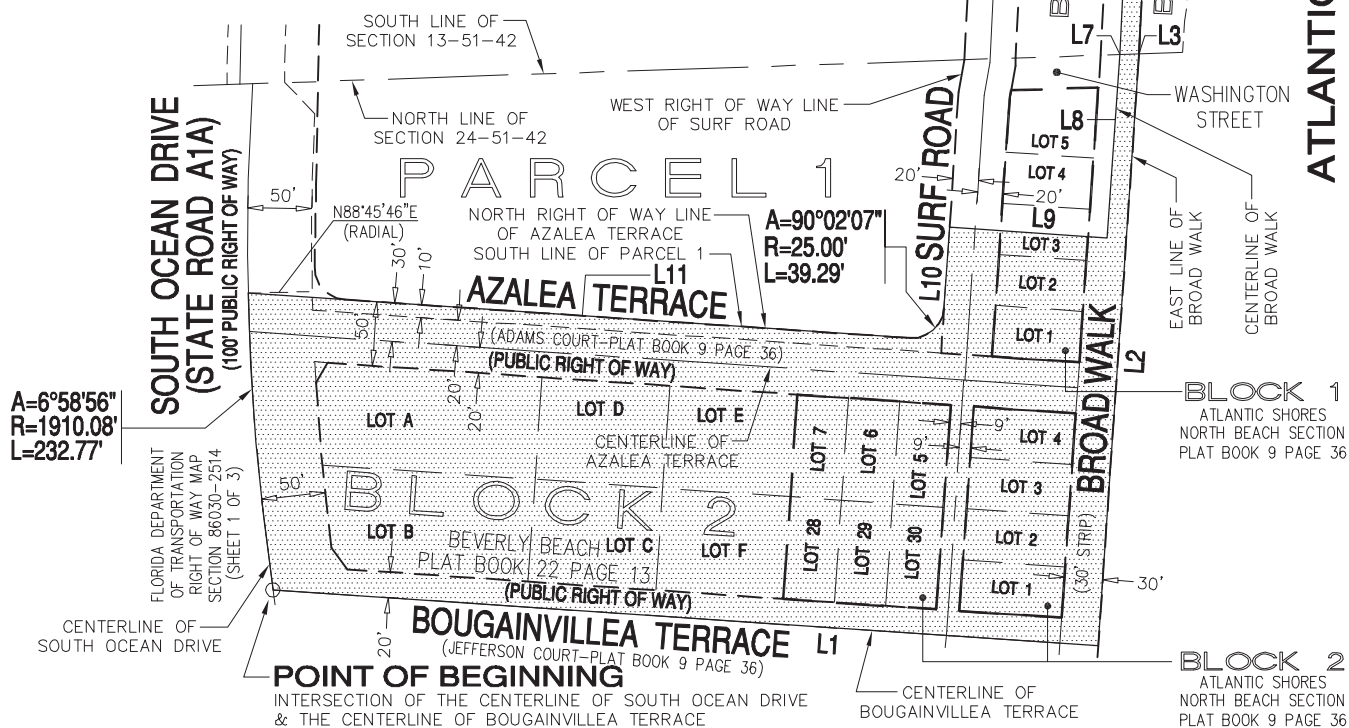 SOUTH LINE OF
SECTION 13-51-42
L7
L3
ATLANTIC
NORTH LINE OF
SECTION 24-51-42
WEST RIGHT OF WAY LINE
OF SURF ROAD
WASHINGTON
STREET
SOUTH OCEAN DRIVE
(STATE ROAD A1A)
(100' PUBLIC RIGHT OF WAY)
50'
N88°45'46"E
(RADIAL)
PARCEL 1
NORTH RIGHT OF WAY LINE
OF AZALEA TERRACE
SOUTH LINE OF PARCEL 1
L11
A=90°02'07"
R=25.00'
L=39.29'
L10
SURF ROAD
20'
20'
L8
LOT 5
LOT 4
L9
LOT 3
LOT 2
LOT 1
EAST LINE OF
BROAD WALK
CENTERLINE OF
BROAD WALK
30'
10'
50'
AZALEA TERRACE
(ADAMS COURT-PLAT BOOK 9 PAGE 36)
(PUBLIC RIGHT OF WAY)
20'
20'
BROAD WALK
L2
BLOCK 1
ATLANTIC SHORES
NORTH BEACH SECTION
PLAT BOOK 9 PAGE 36
A=6°58'56"
R=1910.08'
L=232.77'
LOT A
LOT D
LOT E
CENTERLINE OF
AZALEA TERRACE
LOT 7
LOT 6
LOT 5
9'
9'
LOT 4
LOT 3
LOT 2
LOT 1
FLORIDA DEPARTMENT
OF TRANSPORTATION
RIGHT OF WAY MAP
SECTION 86030-2514
(SHEET 1 OF 3)
50'
BLOCK 2
LOT B
LOT C
LOT F
BEVERLY BEACH
PLAT BOOK 22 PAGE 13
LOT 28
LOT 29
LOT 30
(30' STRIP)
30'
(PUBLIC RIGHT OF WAY)
CENTERLINE OF
SOUTH OCEAN DRIVE
20'
BOUGAINVILLEA TERRACE
L1
(JEFFERSON COURT-PLAT BOOK 9 PAGE 36)
POINT OF BEGINNING
INTERSECTION OF THE CENTERLINE OF SOUTH OCEAN DRIVE
& THE CENTERLINE OF BOUGAINVILLEA TERRACE
CENTERLINE OF
BOUGAINVILLEA TERRACE
BLOCK 2
ATLANTIC SHORES
NORTH BEACH SECTION
PLAT BOOK 9 PAGE 36